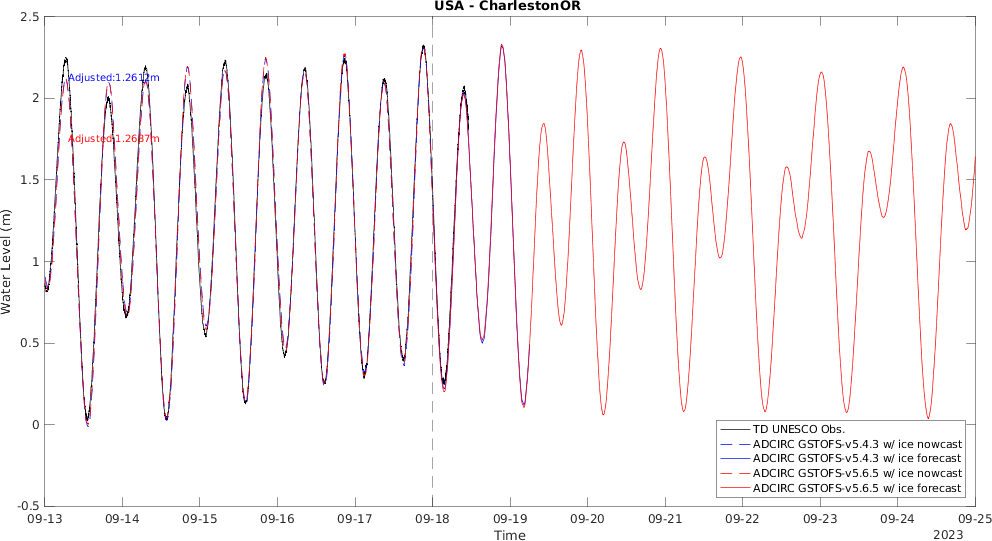 USA - CharlestonOR
Water Level (m)
2.5
2
1.5
1
0.5
0
-0.5
Adjusted:1.2612m
Adjusted:1.2687m
TD UNESCO Obs.
ADCIRC GSTOFS-v5.4.3 w/ ice nowcast
ADCIRC GSTOFS-v5.4.3 w/ ice forecast
ADCIRC GSTOFS-v5.6.5 w/ ice nowcast
ADCIRC GSTOFS-v5.6.5 w/ ice forecast
09-13 09-14 09-15 09-16 09-17 09-18 09-19 09-20 09-21 09-22 09-23 09-24 09-25
Time
2023